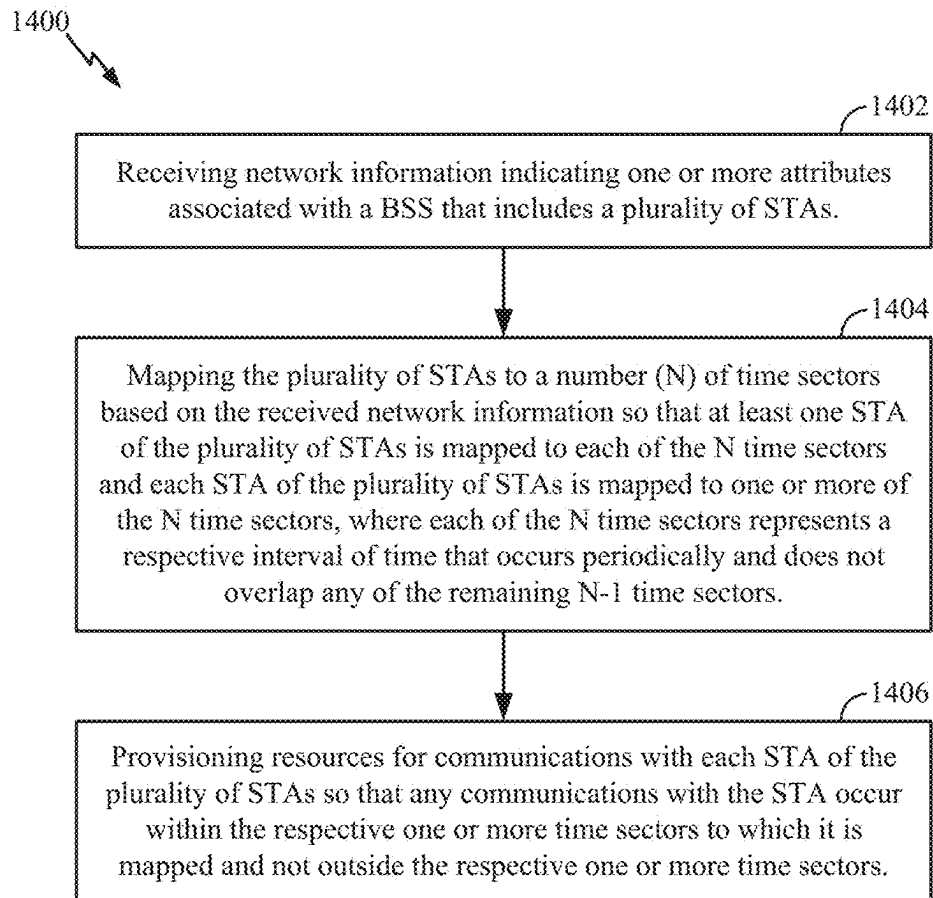 1400
1402
Receiving network information indicating one or more attributes
associated with a BSS that includes a plurality of STAs.
1404
Mapping the plurality of STAs to a number (N) of time sectors
based on the received network information so that at least one STA
of the plurality of STAs is mapped to each of the N time sectors
and each STA of the plurality of STAs is mapped to one or more of
the N time sectors, where each of the N time sectors represents a
respective interval of time that occurs periodically and does not
overlap any of the remaining N-1 time sectors.
1406
Provisioning resources for communications with each STA of the
plurality of STAs so that any communications with the STA occur
within the respective one or more time sectors to which it is
mapped and not outside the respective one or more time sectors.